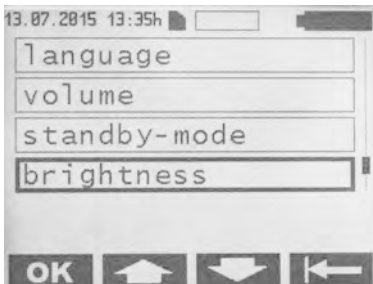 13.07.2015 13:35h
language
volume
standby-mode
brightness
OK